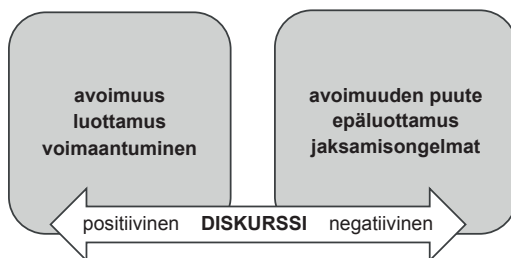 avoimuus
luottamus
voimaantuminen
avoimuuden puute
epäluottamus
jaksamisongelmat
positiivinen DISKURSSI negatiivinen